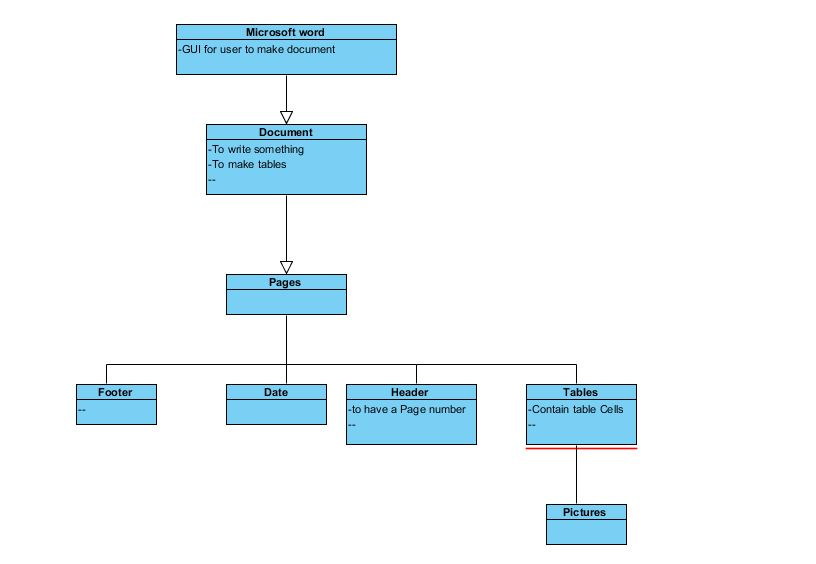 Microsoft word
-GUI for user to make document
Document
-To write something
-To make tables
--
Pages
Footer
--
Date
Header
-to have a Page number
--
Tables
-Contain table Cells
--
Pictures